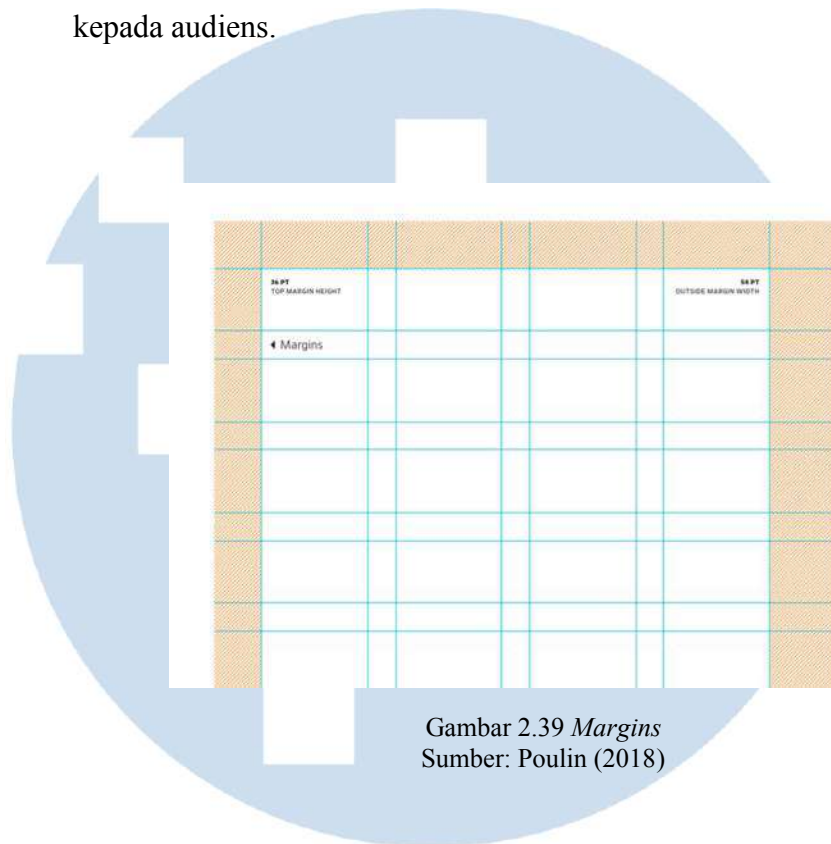 kepada audiens.
36 PT
54 PT
TOP MARGIN HEIGHT
OUTSIDE MARGIN WIDTH
Margins
Gambar 2.39 Margins
Sumber: Poulin (2018)